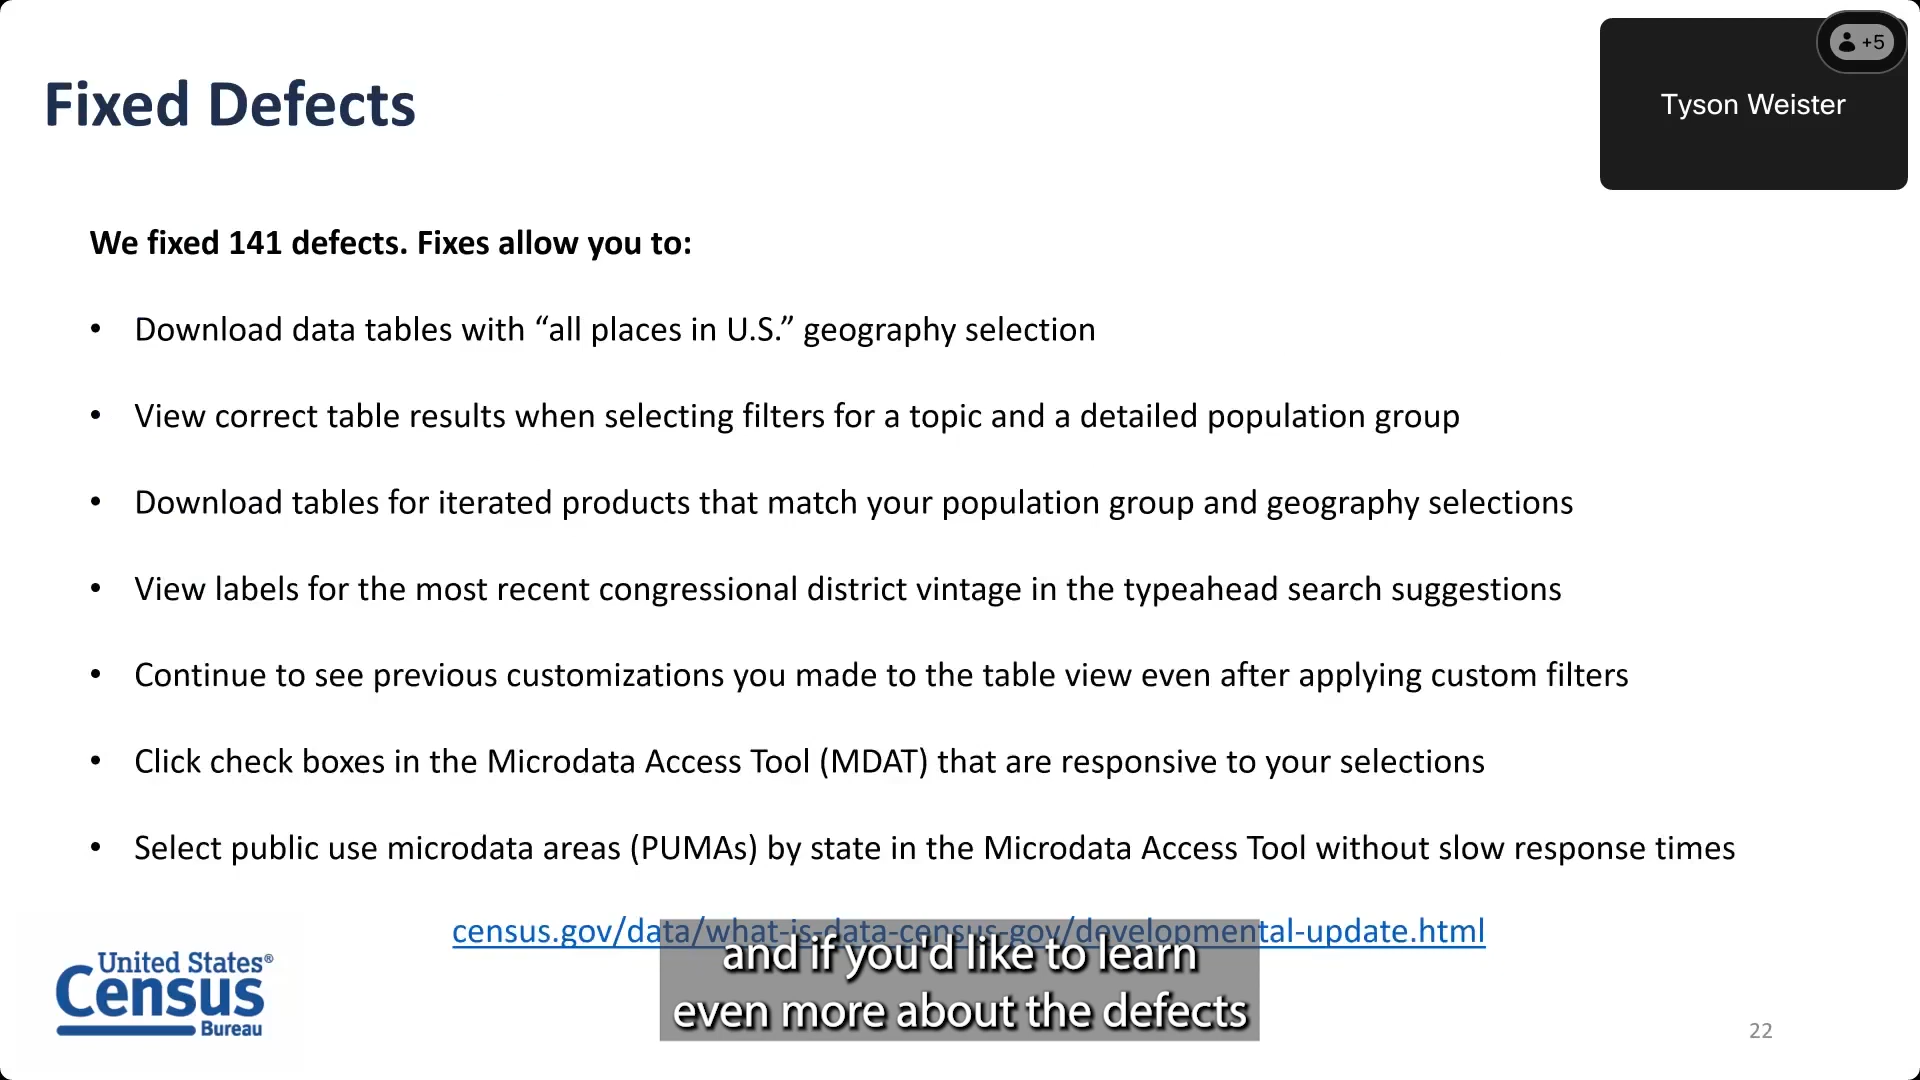 Fixed Defects
+5
Tyson Weister
We fixed 141 defects. Fixes allow you to:
• Download data tables with “all places in U.S.” geography selection
• View correct table results when selecting filters for a topic and a detailed population group
• Download tables for iterated products that match your population group and geography selections
• View labels for the most recent congressional district vintage in the typeahead search suggestions
• Continue to see previous customizations you made to the table view even after applying custom filters
• Click check boxes in the Microdata Access Tool (MDAT) that are responsive to your selections
• Select public use microdata areas (PUMAs) by state in the Microdata Access Tool without slow response times
census.gov/data/what-is-data-census-gov/developmental-update.html
and if you'd like to learn
even more about the defects
United States®
Census
Bureau
22